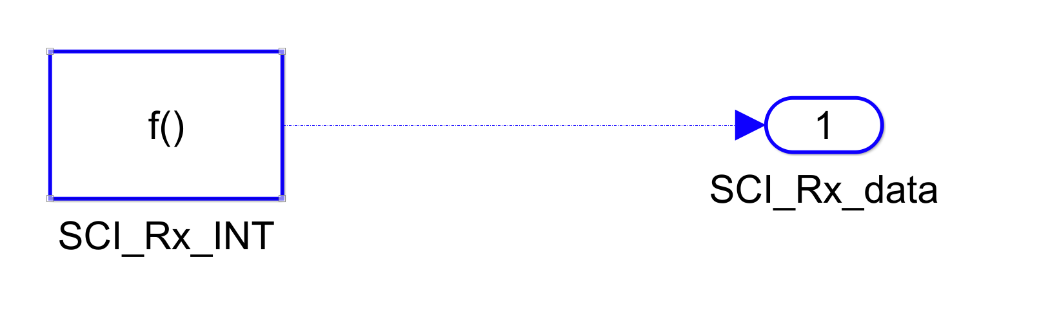 f()
1
SCI_Rx_data
SCI_Rx_INT